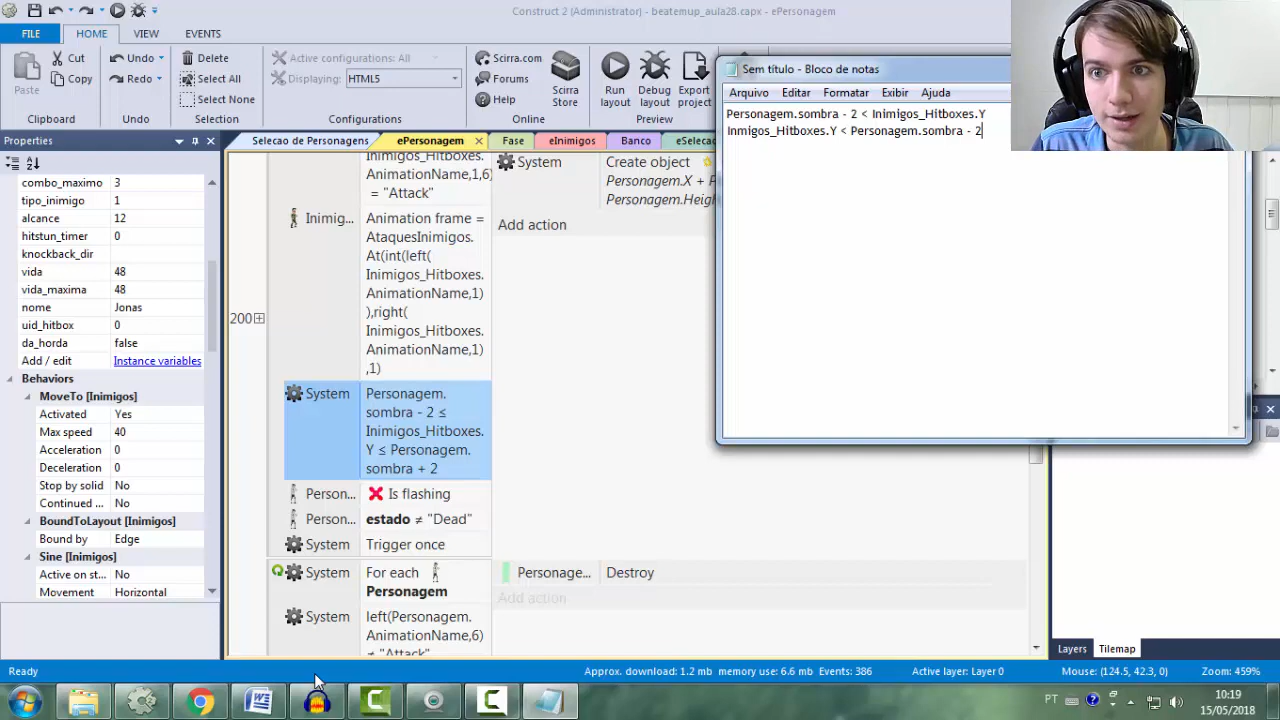 Construct 2 (Administrator) - beatemup_aula28.capx - ePersonagem
FILE HOME VIEW EVENTS
Paste
Cut
Copy
Clipboard
Undo
Redo
Undo
Delete
Select All
Select None
Selection
Active configurations: All
Displaying: HTML5
Configurations
Scirra.com
Forums
Help
Scirra Store
Go online
Run layout
Debug layout
Export project
Preview
Properties
combo_maximo 3
tipo_inimigo 1
alcance 12
hitstun_timer 0
knockback_dir
vida 48
vida_maxima 48
nome Jonas
uid_hitbox 0
da_horda false
Add / edit Instance variables
Behaviors
MoveTo [Inimigos]
Activated Yes
Max speed 40
Acceleration 0
Deceleration 0
Stop by solid No
Continued ... No
BoundToLayout [Inimigos]
Bound by Edge
Sine [Inimigos]
Active on st... No
Movement Horizontal
Selecao de Personagens ePersonagem Fase eInimigos Banco eSelecao
Inimigos_Hitboxes.
AnimationName,1,6)
= "Attack"
System Create object
Personagem.X + P
Personagem.Heigh
Add action
200
Inimig... Animation frame =
AtaquesInimigos.
At(int(left(
Inimigos_Hitboxes.
AnimationName,1)
),right(
Inimigos_Hitboxes.
AnimationName,1)
,1)
System Personagem.
sombra - 2 ≤
Inimigos_Hitboxes.
Y ≤ Personagem.
sombra + 2
Person... Is flashing
Person... estado ≠ "Dead"
System Trigger once
System For each
Personagem
Personage... Destroy
Add action
System left(Personagem.
AnimationName,6)
≠ "Attack"
Sem título - Bloco de notas
Arquivo Editar Formatar Exibir Ajuda
Personagem.sombra - 2 < Inimigos_Hitboxes.Y
Inmigos_Hitboxes.Y < Personagem.sombra - 2
Layers Tilemap
Ready
Approx. download: 1.2 mb memory use: 6.6 mb Events: 386
Active layer: Layer 0
Mouse: (124.5, 42.3, 0)
Zoom: 459%
PT
10:19
15/05/2018